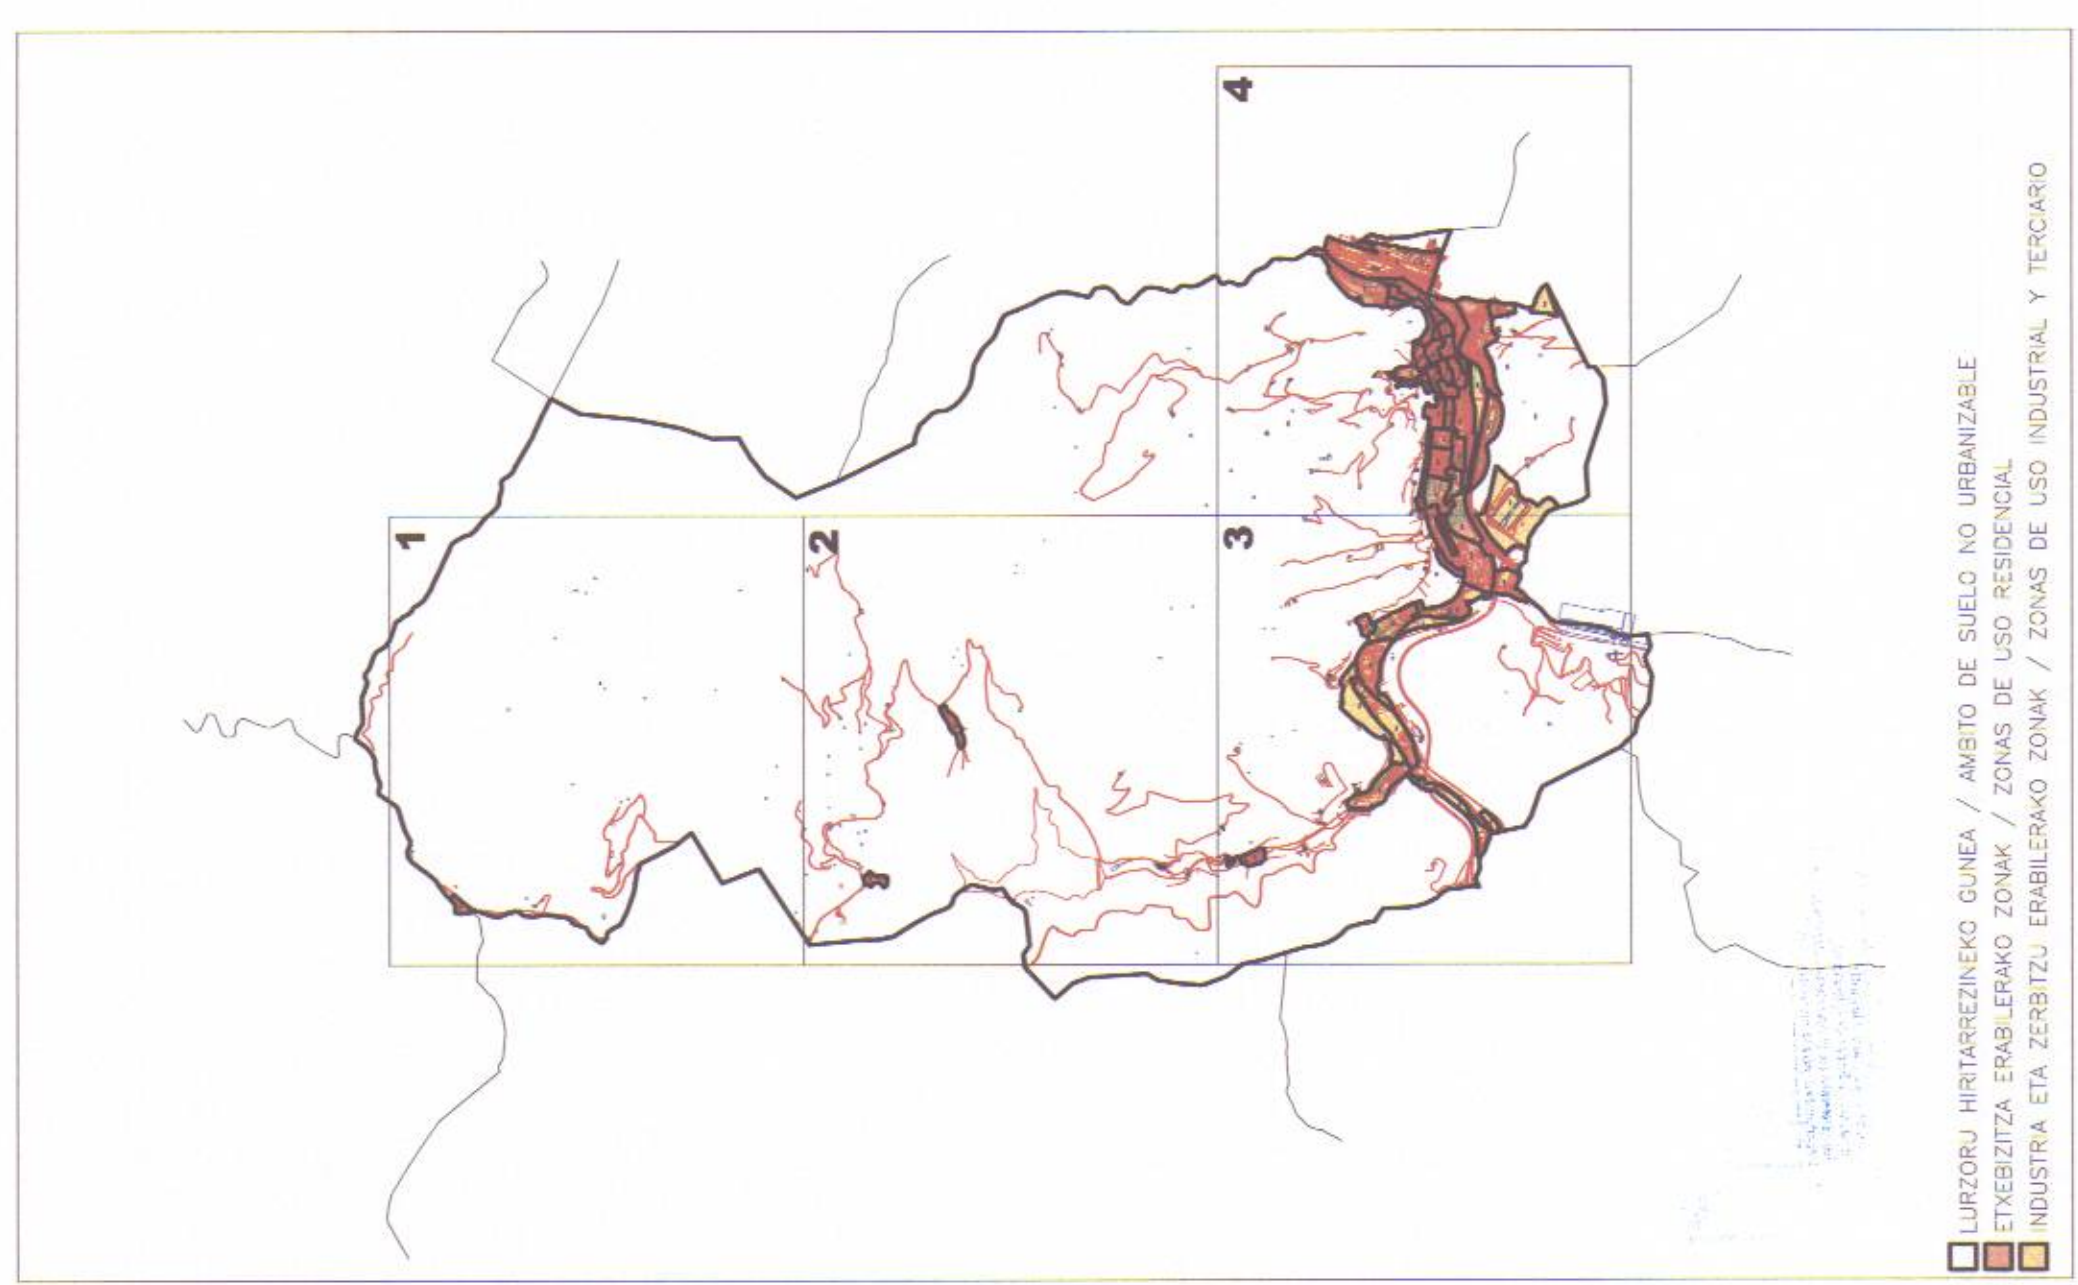 1
2
3
4
LURZORU HIRITARREZINEKO GUNEA / AMBITO DE SUELO NO URBANIZABLE
ETXEBIZITZA ERABILERAKO ZONAK / ZONAS DE USO RESIDENCIAL
INDUSTRIA ETA ZERBITZU ERABILERAKO ZONAK / ZONAS DE USO INDUSTRIAL Y TERCIARIO